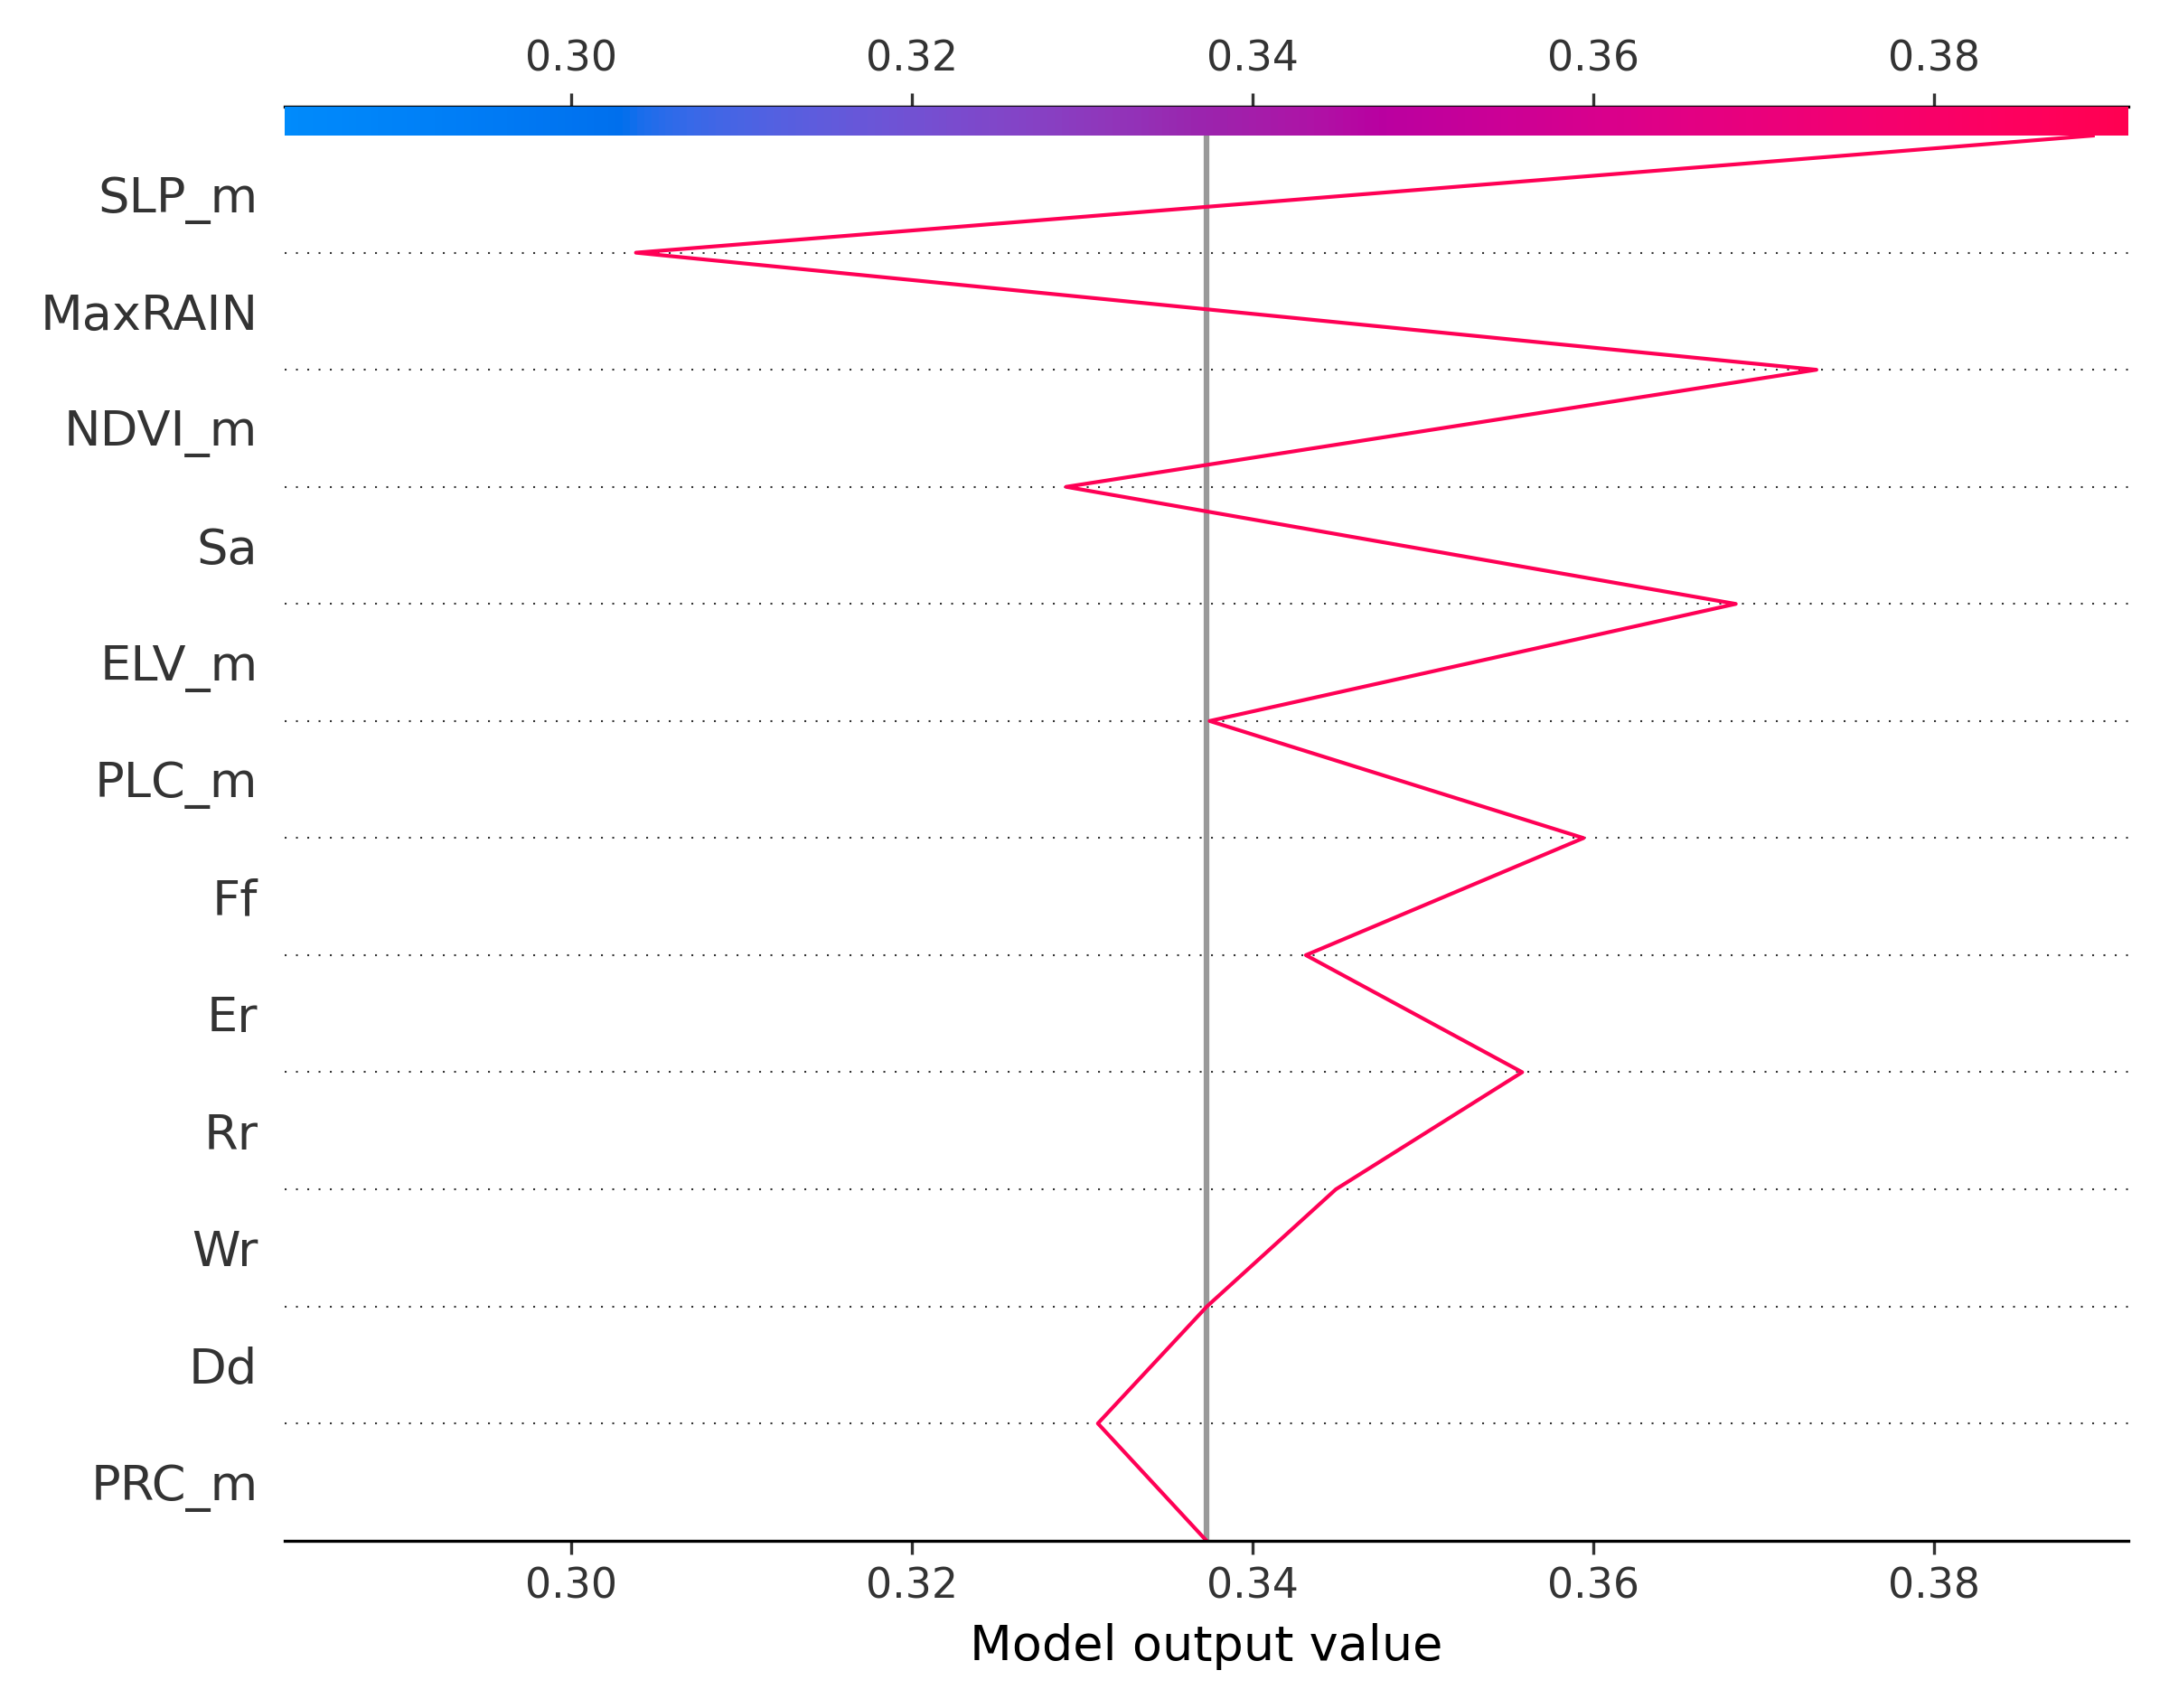 0.30 0.32 0.34 0.36 0.38
SLP_m
MaxRAIN
NDVI_m
Sa
ELV_m
PLC_m
Ff
Er
Rr
Wr
Dd
PRC_m
0.30 0.32 0.34 0.36 0.38
Model output value